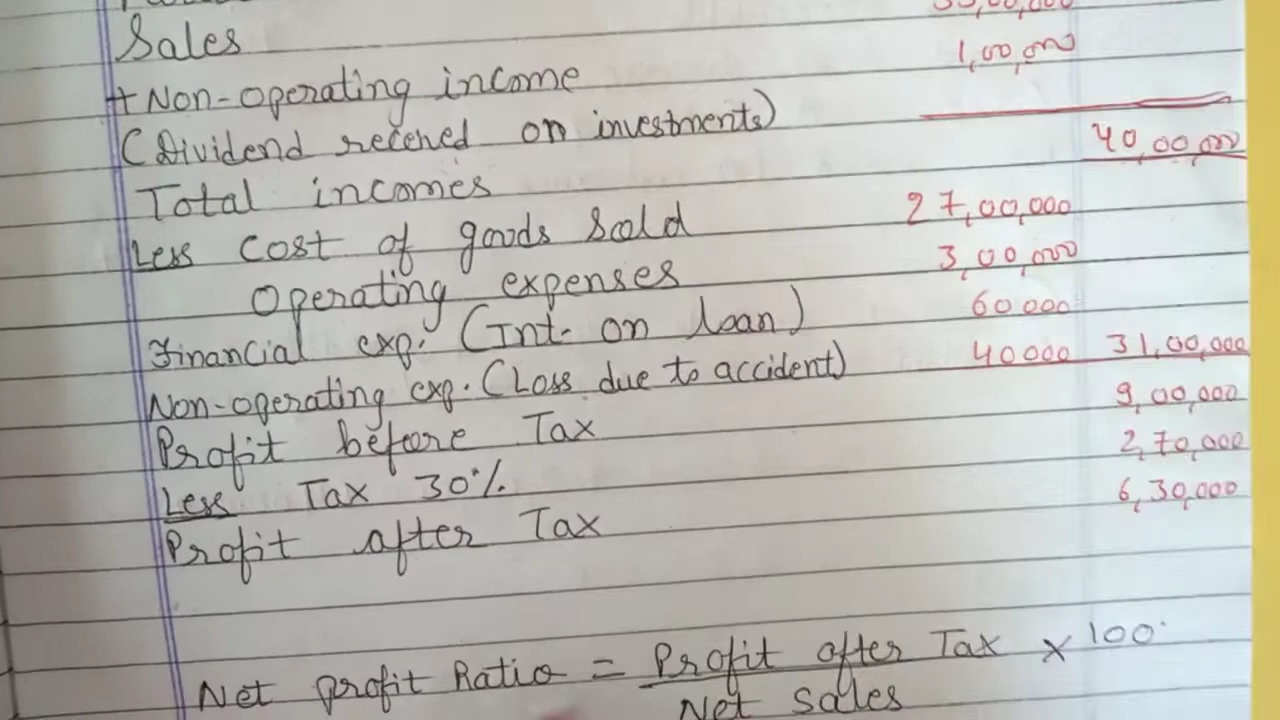 Sales
+ Non-operating income 1,00,000
(Dividend received on investments)
Total incomes 40,00,000
Less Cost of goods Sold 27,00,000
Operating expenses 3,00,000
Financial exp. (Int. on loan) 60000
Non-operating exp. (Loss due to accident) 40000 31,00,000
Profit before Tax 9,00,000
Less Tax 30% 2,70,000
Profit after Tax 6,30,000
Net profit Ratio = Profit after Tax × 100
Net Sales